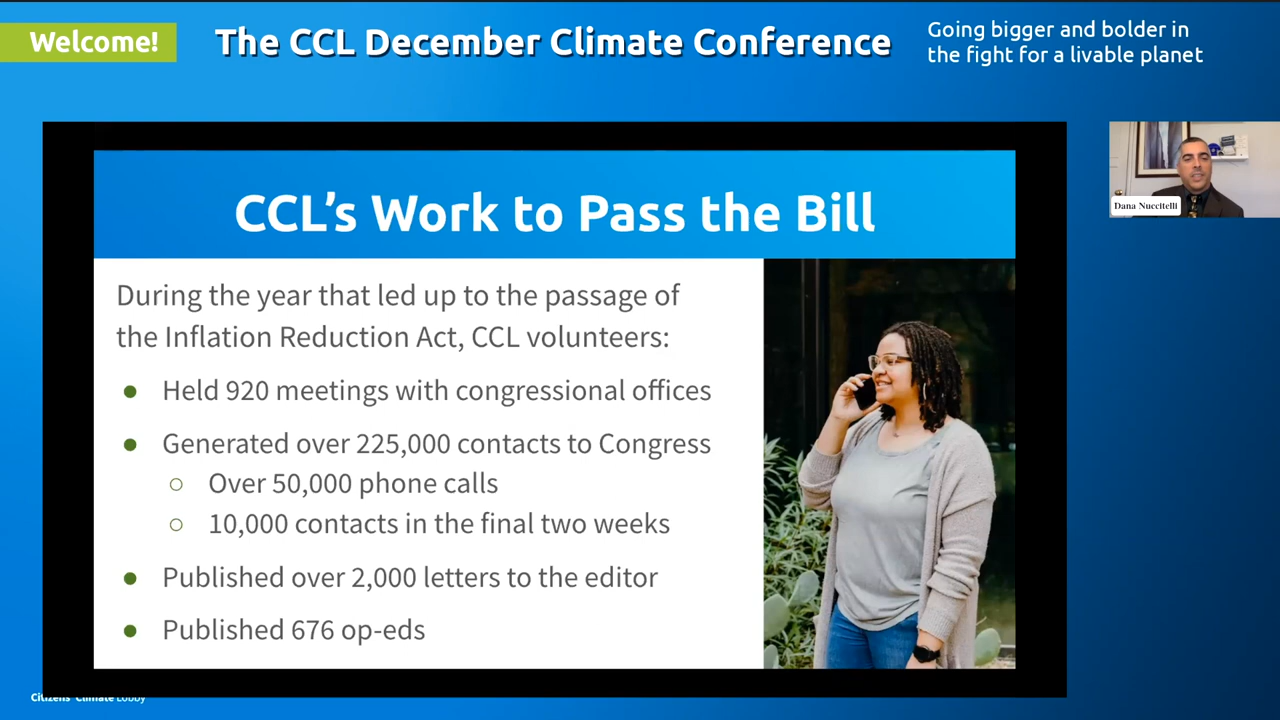 Welcome!
The CCL December Climate Conference
Going bigger and bolder in
the fight for a livable planet
CCL’s Work to Pass the Bill
During the year that led up to the passage of
the Inflation Reduction Act, CCL volunteers:
● Held 920 meetings with congressional offices
● Generated over 225,000 contacts to Congress
○ Over 50,000 phone calls
○ 10,000 contacts in the final two weeks
● Published over 2,000 letters to the editor
● Published 676 op-eds
Dana Nuccitelli
Citizens’ Climate Lobby